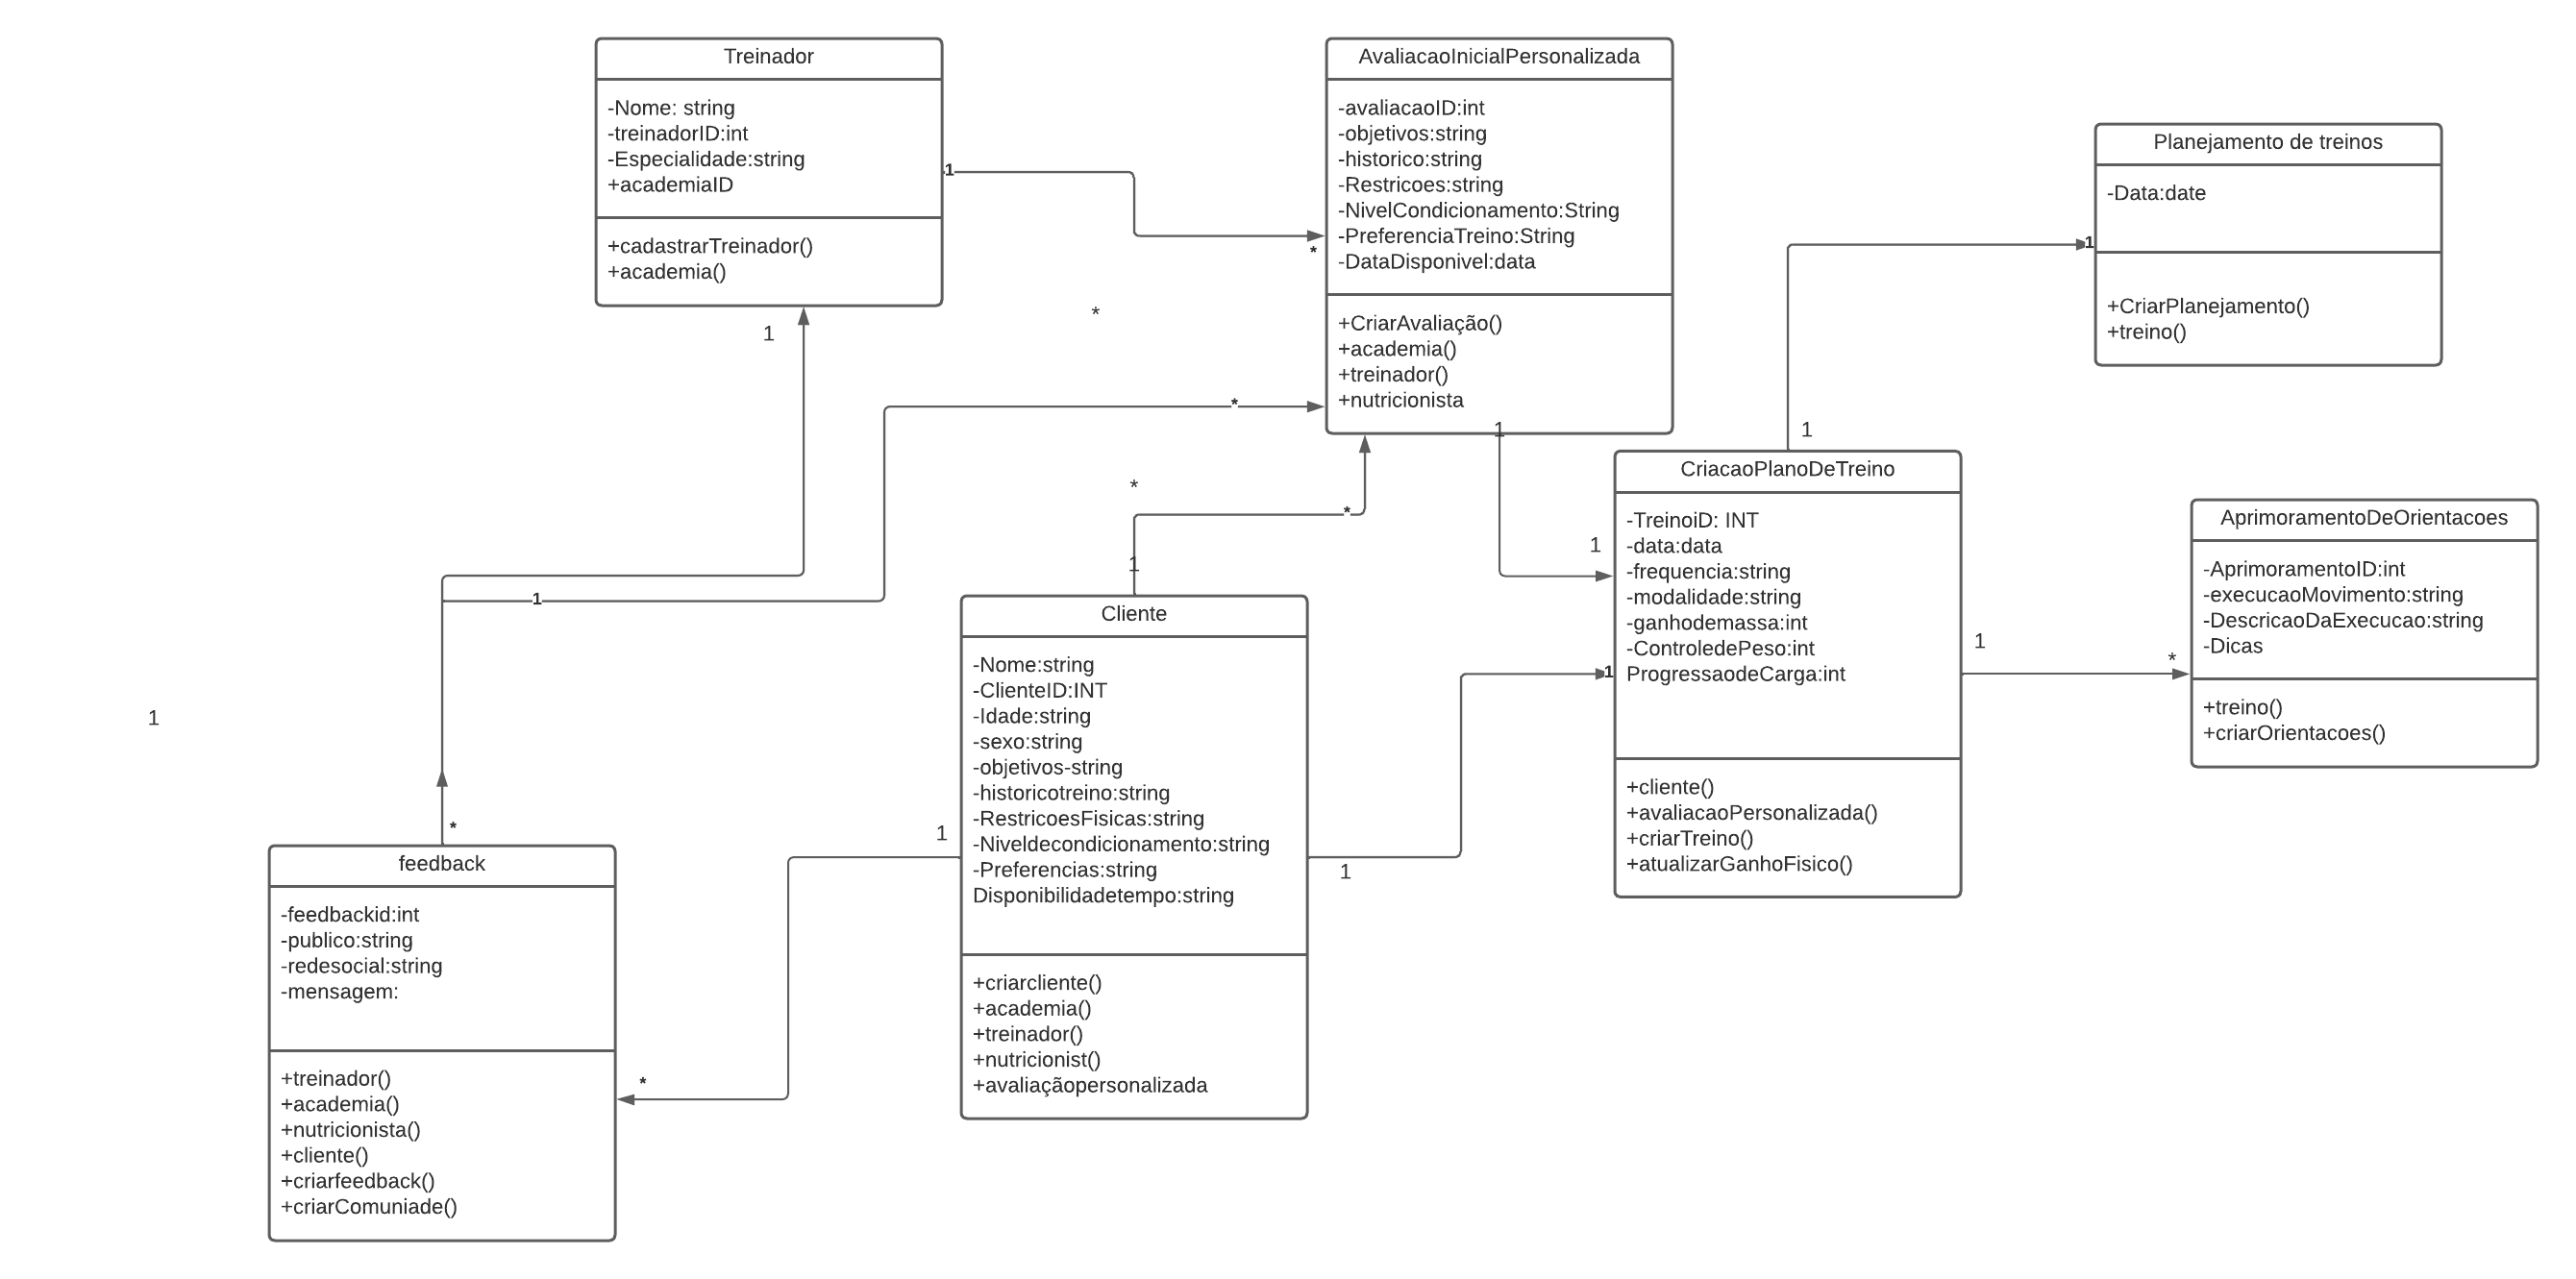 Treinador
-Nome: string
-treinadorID:int
-Especialidade:string
+academiaID
+cadastrarTreinador()
+academia()
1
*
1
*
AvaliacaoInicialPersonalizada
-avaliacaoID:int
-objetivos:string
-historico:string
-Restricoes:string
-NivelCondicionamento:String
-PreferenciaTreino:String
-DataDisponivel:data
+CriarAvaliação()
+academia()
+treinador()
+nutricionista
Planejamento de treinos
-Data:date
+CriarPlanejamento()
+treino()
1
1
*
1
*
*
1
1
1
CriacaoPlanoDeTreino
-TreinoiD: INT
-data:data
-frequencia:string
-modalidade:string
-ganhodemassa:int
-ControledePeso:int
ProgressaodeCarga:int
+cliente()
+avaliacaoPersonalizada()
+criarTreino()
+atualizarGanhoFisico()
1
1
*
AprimoramentoDeOrientacoes
-AprimoramentoID:int
-execucaoMovimento:string
-DescricaoDaExecucao:string
-Dicas
+treino()
+criarOrientacoes()
Cliente
-Nome:string
-ClienteID:INT
-Idade:string
-sexo:string
-objetivos-string
-historicotreino:string
-RestricoesFisicas:string
-Niveldecondicionamento:string
-Preferencias:string
Disponibilidadetempo:string
+criarcliente()
+academia()
+treinador()
+nutricionist()
+avaliaçãopersonalizada
1
1
1
*
*
feedback
-feedbackid:int
-publico:string
-redesocial:string
-mensagem:
+treinador()
+academia()
+nutricionista()
+cliente()
+criarfeedback()
+criarComuniade()